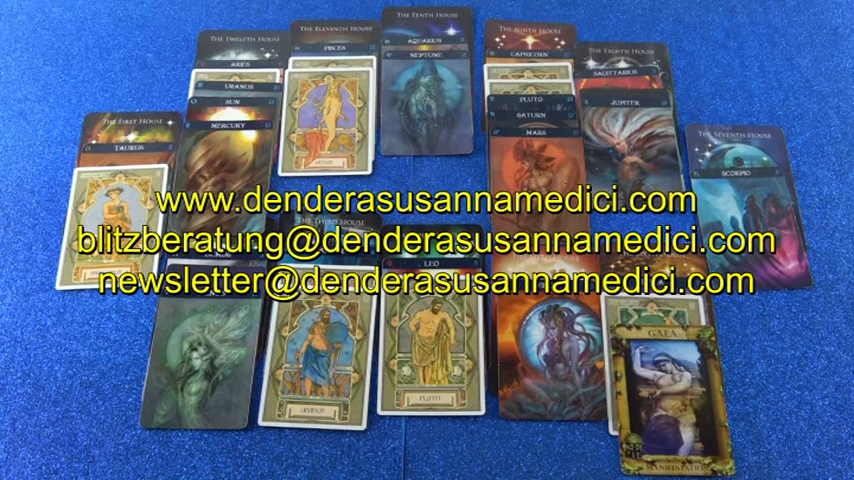 THE TENTH HOUSE
AQUARIUS
NEPTUNE
THE ELEVENTH HOUSE
PISCES
THE NINTH HOUSE
CAPRICORN
THE TWELFTH HOUSE
ARIES
URANUS
SUN
MERCURY
THE EIGHTH HOUSE
SAGITTARIUS
JUPITER
PLUTO
SATURN
MARS
THE FIRST HOUSE
TAURUS
THE SEVENTH HOUSE
SCORPIO
www.denderasusannamedici.com
THE THIRD HOUSE
blitzberatung@denderasusannamedici.com
LEO
newsletter@denderasusannamedici.com
GAEA
PLUTO
MANIFESTATION